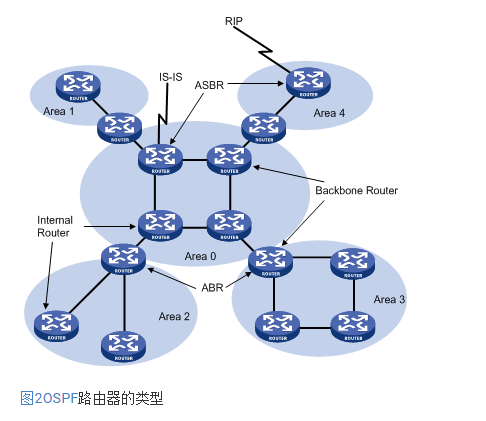 RIP
IS-IS
ASBR
ROUTER
ROUTER
Area 1
Area 4
ROUTER
ROUTER
ROUTER
ROUTER
Backbone Router
Internal
Router
ROUTER
ROUTER
Area 0
ROUTER
ROUTER
ROUTER
ABR
Area 3
Area 2
ROUTER
ROUTER
ROUTER
ROUTER
图2OSPF路由器的类型